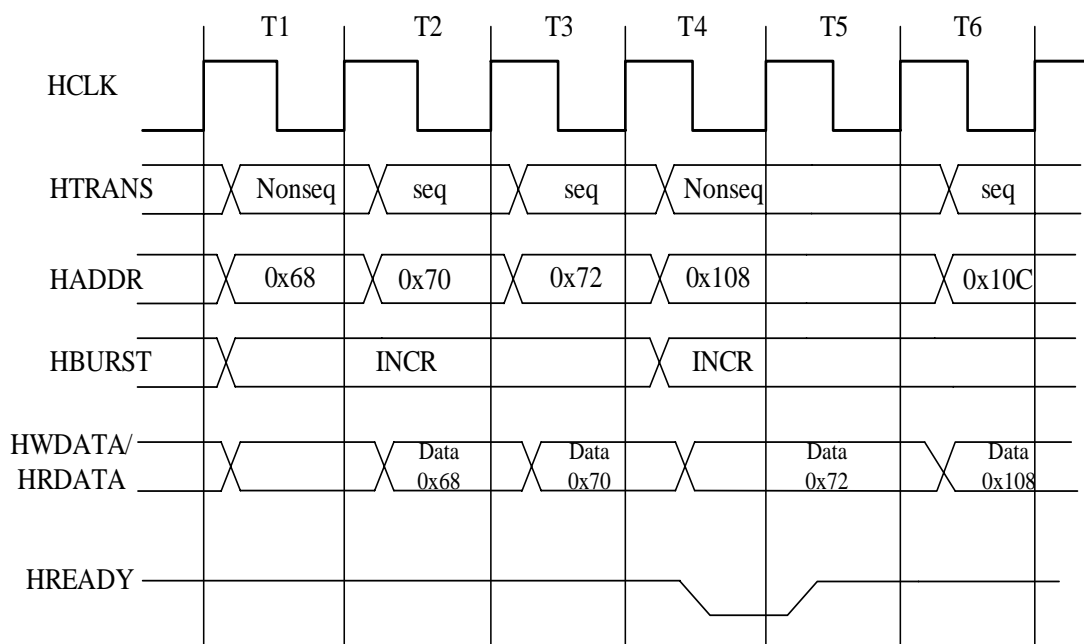 T1 T2 T3 T4 T5 T6
HCLK
HTRANS Nonseq seq seq Nonseq seq
HADDR 0x68 0x70 0x72 0x108 0x10C
HBURST INCR INCR
HWDATA/ Data Data Data Data
HRDATA 0x68 0x70 0x72 0x108
HREADY